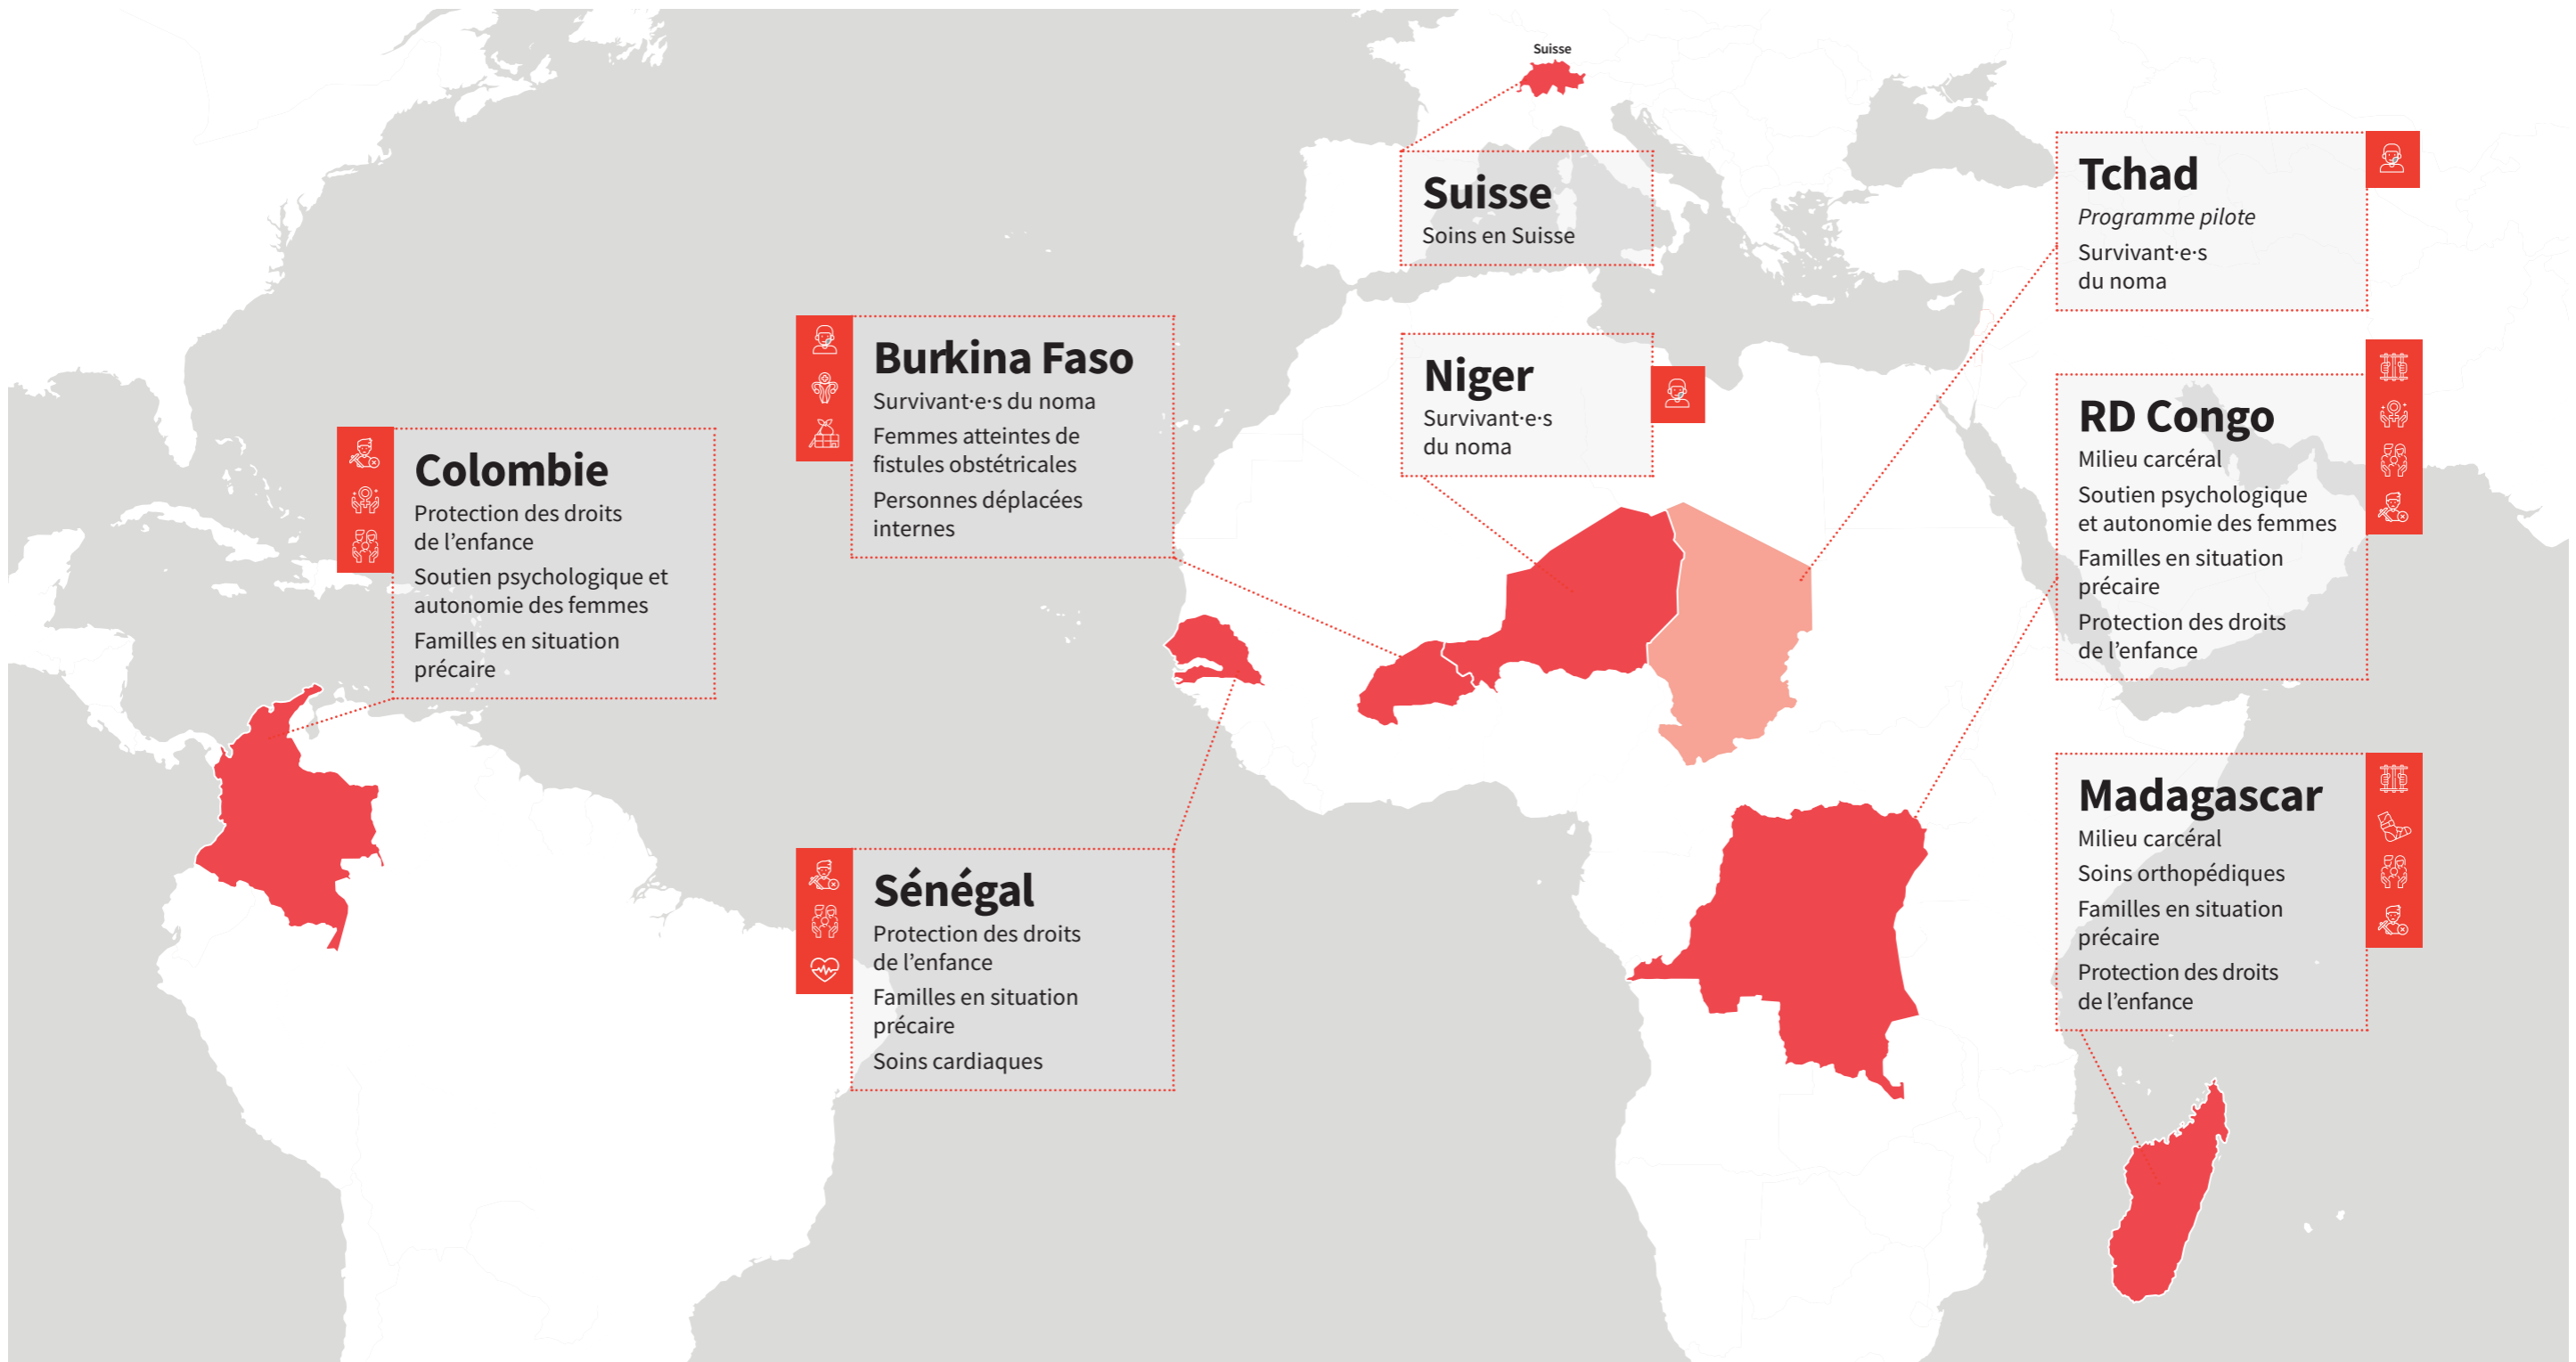 Suisse
Suisse
Soins en Suisse
Tchad
Programme pilote
Survivant·e·s
du noma
Burkina Faso
Survivant·e·s du noma
Femmes atteintes de
fistules obstétricales
Personnes déplacées
internes
Niger
Survivant·e·s
du noma
RD Congo
Milieu carcéral
Soutien psychologique
et autonomie des femmes
Familles en situation
précaire
Protection des droits
de l’enfance
Colombie
Protection des droits
de l’enfance
Soutien psychologique et
autonomie des femmes
Familles en situation
précaire
Sénégal
Protection des droits
de l’enfance
Familles en situation
précaire
Soins cardiaques
Madagascar
Milieu carcéral
Soins orthopédiques
Familles en situation
précaire
Protection des droits
de l’enfance